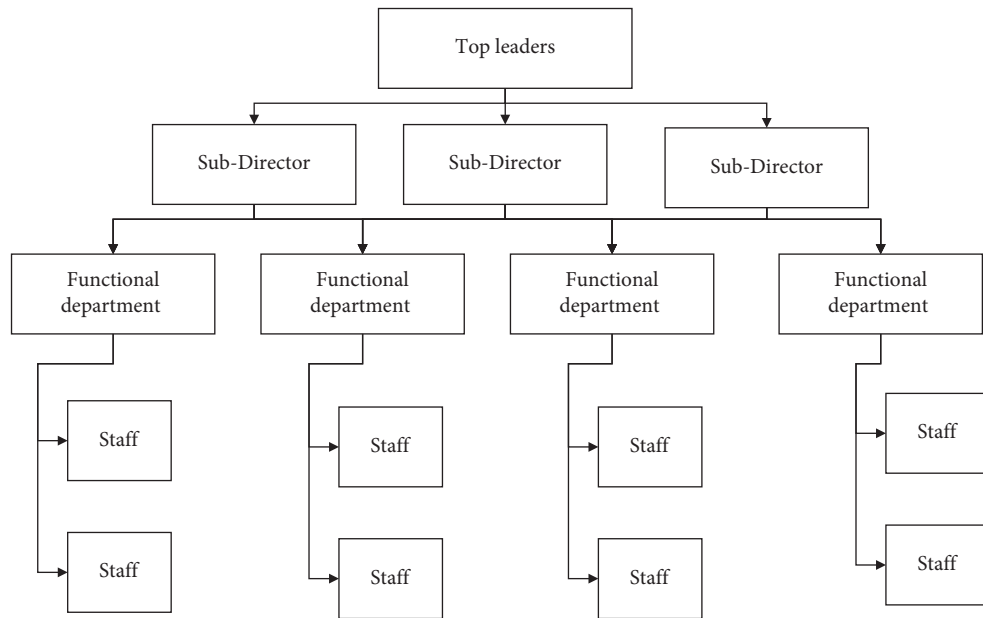 Top leaders
Sub-Director
Sub-Director
Sub-Director
Functional
department
Functional
department
Functional
department
Functional
department
Staff
Staff
Staff
Staff
Staff
Staff
Staff
Staff